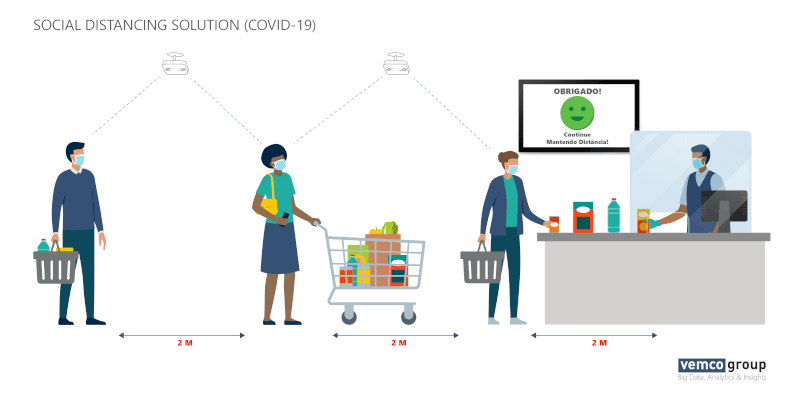 SOCIAL DISTANCING SOLUTION (COVID-19)
OBRIGADO!
Continue
Mantendo Distância!
2 M
2 M
2 M
vemcogroup
Big Data, Analytics & Insights